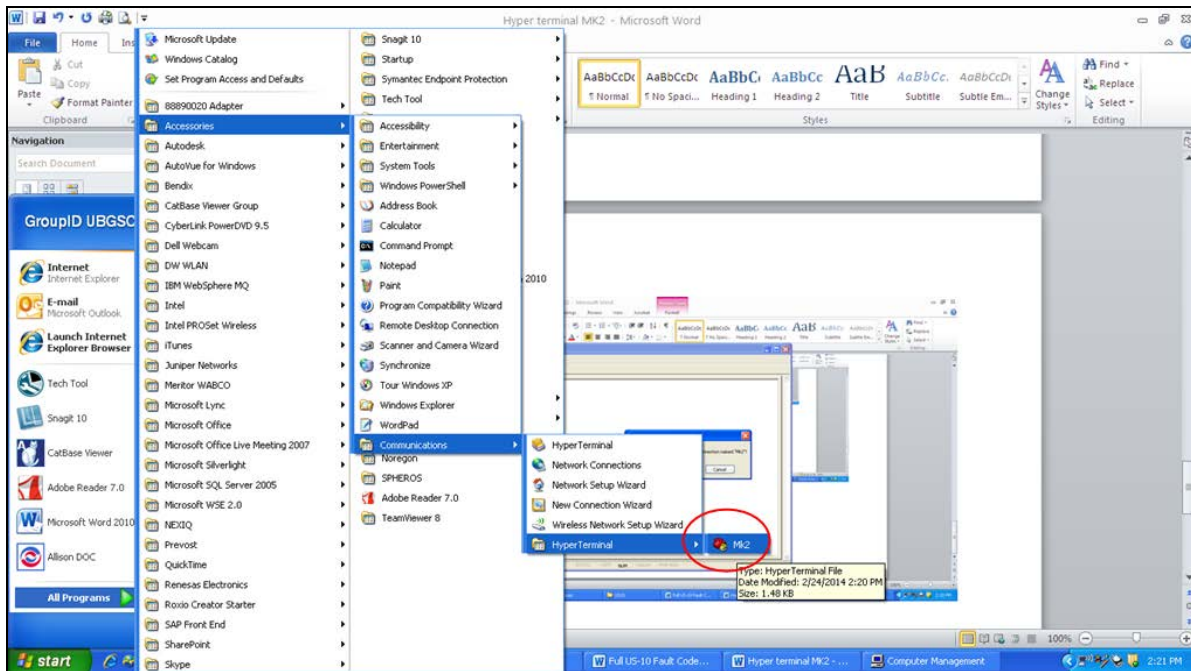 Hyper terminal MK2 - Microsoft Word
File
Home
Ins
Cut
Copy
Format Painter
Paste
Clipboard
AaBbCcDc
AaBbCcDc
AaBbC
AaBbCc
AaB
AaBbCc.
AaBbCcDc
¶ Normal
¶ No Spaci...
Heading 1
Heading 2
Title
Subtitle
Subtle Em...
Change
Styles
Styles
Find
Replace
Select
Editing
Navigation
Search Document
GroupID UBGSC
Internet
Internet Explorer
E-mail
Microsoft Outlook
Launch Internet
Explorer Browser
Tech Tool
Snagit 10
CatBase Viewer
Adobe Reader 7.0
Microsoft Word 2010
Allison DOC
All Programs
Microsoft Update
Windows Catalog
Set Program Access and Defaults
88890020 Adapter
Accessories
Autodesk
AutoVue for Windows
Bendix
CatBase Viewer Group
CyberLink PowerDVD 9.5
Dell Webcam
DW WLAN
IBM WebSphere MQ
Intel
Intel PROSet Wireless
iTunes
Juniper Networks
Meritor WABCO
Microsoft Lync
Microsoft Office
Microsoft Office Live Meeting 2007
Microsoft Silverlight
Microsoft SQL Server 2005
Microsoft WSE 2.0
NEXIQ
Prevost
QuickTime
Renesas Electronics
Roxio Creator Starter
SAP Front End
SharePoint
Skype
Snagit 10
Startup
Symantec Endpoint Protection
Tech Tool
Accessibility
Entertainment
System Tools
Windows PowerShell
Address Book
Calculator
Command Prompt
Notepad
Paint
Program Compatibility Wizard
Remote Desktop Connection
Scanner and Camera Wizard
Synchronize
Tour Windows XP
Windows Explorer
WordPad
Communications
Noregon
SPHEROS
Adobe Reader 7.0
TeamViewer 8
2010
HyperTerminal
Network Connections
Network Setup Wizard
New Connection Wizard
Wireless Network Setup Wizard
HyperTerminal
Mk2
Type: HyperTerminal File
Date Modified: 2/24/2014 2:20 PM
Size: 1.48 KB
100%
start
Full US-10 Fault Code...
Hyper terminal MK2 - ...
Computer Management
2:21 PM